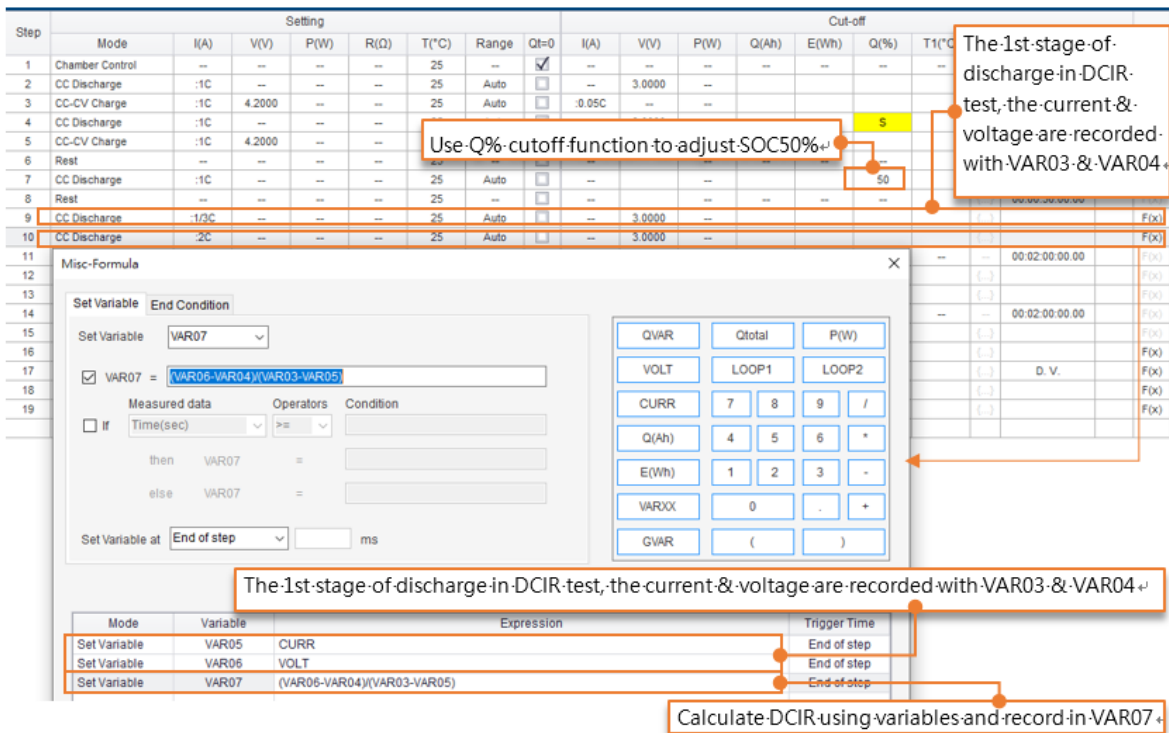 Step Setting Cut-off
Mode I(A) V(V) P(W) R(Ω) T(°C) Range Qt=0 I(A) V(V) P(W) Q(Ah) E(Wh) Q(%) T1(°C
1 Chamber Control -- -- -- -- 25 -- -- -- -- -- -- -- --
2 CC Discharge :1C -- -- -- 25 Auto -- 3.0000 --
3 CC-CV Charge :1C 4.2000 -- -- 25 Auto :0.05C -- --
4 CC Discharge :1C -- -- -- 25 S
5 CC-CV Charge :1C 4.2000 -- -- 25
6 Rest -- -- -- -- 25 -- -- -- -- -- -- --
7 CC Discharge :1C -- -- -- 25 Auto -- -- -- 50
8 Rest -- -- -- -- 25 -- -- -- -- -- -- -- 00:00:30:00.00
9 CC Discharge :1/3C -- -- -- 25 Auto -- 3.0000 -- {...} F(x)
10 CC Discharge :2C -- -- -- 25 Auto -- 3.0000 -- {...} F(x)
11 -- -- 00:02:00:00.00 F(x)
12 {...} F(x)
13 {...} F(x)
14 -- -- 00:02:00:00.00 F(x)
15 {...} F(x)
16 {...} F(x)
17 {...} D. V. F(x)
18 {...} F(x)
19 {...} F(x)
The 1st stage of
discharge in DCIR
test, the current &
voltage are recorded
with VAR03 & VAR04
Use Q% cutoff function to adjust SOC50%
Misc-Formula
Set Variable End Condition
Set Variable VAR07
VAR07 = (VAR06-VAR04)/(VAR03-VAR05)
Measured data Operators Condition
If Time(sec) >=
then VAR07 =
else VAR07 =
Set Variable at End of step ms
QVAR Qtotal P(W)
VOLT LOOP1 LOOP2
CURR 7 8 9 /
Q(Ah) 4 5 6 *
E(Wh) 1 2 3 -
VARXX 0 . +
GVAR ( )
The 1st stage of discharge in DCIR test, the current & voltage are recorded with VAR03 & VAR04
Mode Variable Expression Trigger Time
Set Variable VAR05 CURR End of step
Set Variable VAR06 VOLT End of step
Set Variable VAR07 (VAR06-VAR04)/(VAR03-VAR05) End of step
Calculate DCIR using variables and record in VAR07